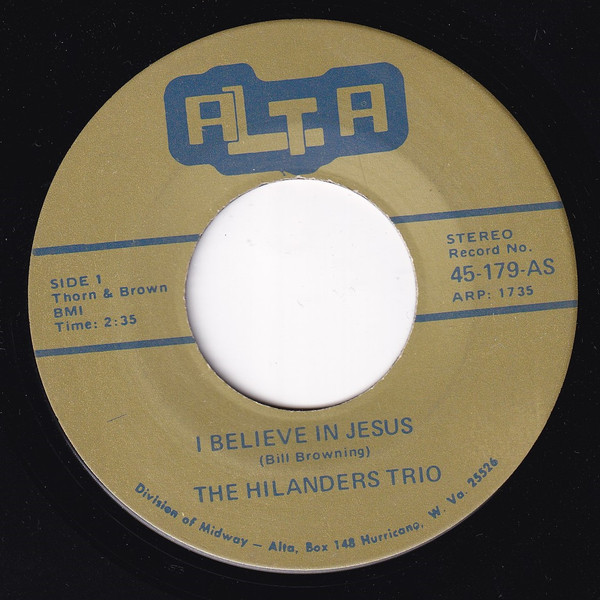 ALTA
SIDE 1
Thorn & Brown
BMI
Time: 2:35
STEREO
Record No.
45-179-AS
ARP: 1735
I BELIEVE IN JESUS
(Bill Browning)
THE HILANDERS TRIO
Division of Midway — Alta, Box 148 Hurricane, W. Va. 25526